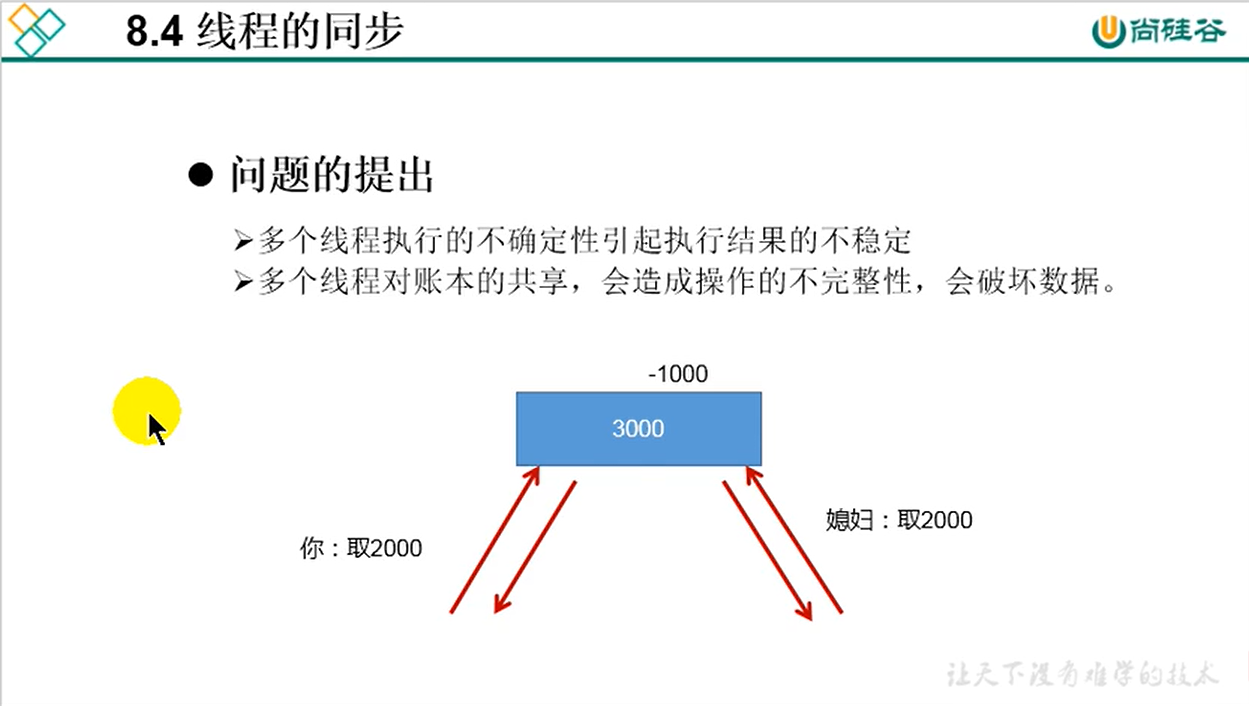 8.4 线程的同步
尚硅谷
问题的提出
多个线程执行的不确定性引起执行结果的不稳定
多个线程对账本的共享，会造成操作的不完整性，会破坏数据。
-1000
3000
你：取2000
媳妇：取2000
让天下没有难学的技术